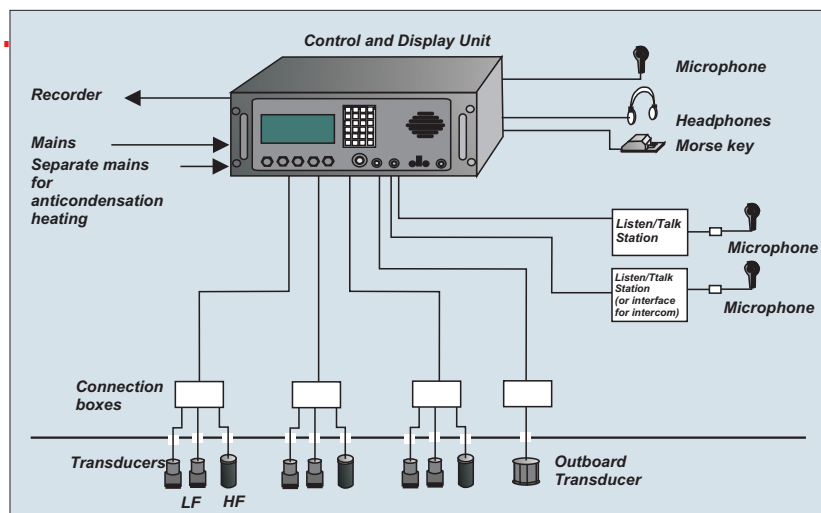 Control and Display Unit
Microphone
Recorder
Headphones
Mains
Morse key
Separate mains
for
anticondensation
heating
Listen/Talk
Station
Microphone
Listen/Ttalk
Station
(or interface
for intercom)
Microphone
Connection
boxes
Transducers
LF
HF
Outboard
Transducer